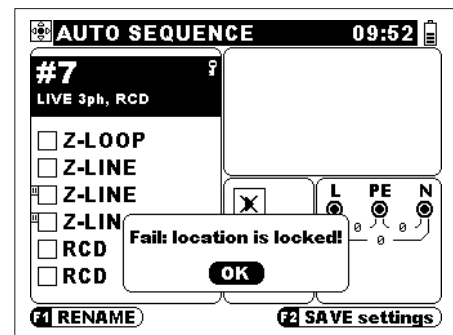 AUTO SEQUENCE 09:52
#7
LIVE 3ph, RCD
Z-LOOP
Z-LINE
Z-LINE
Z-LIN
RCD
RCD
L PE N
0 0
0
Fail: location is locked!
OK
F1 RENAME F2 SAVE settings